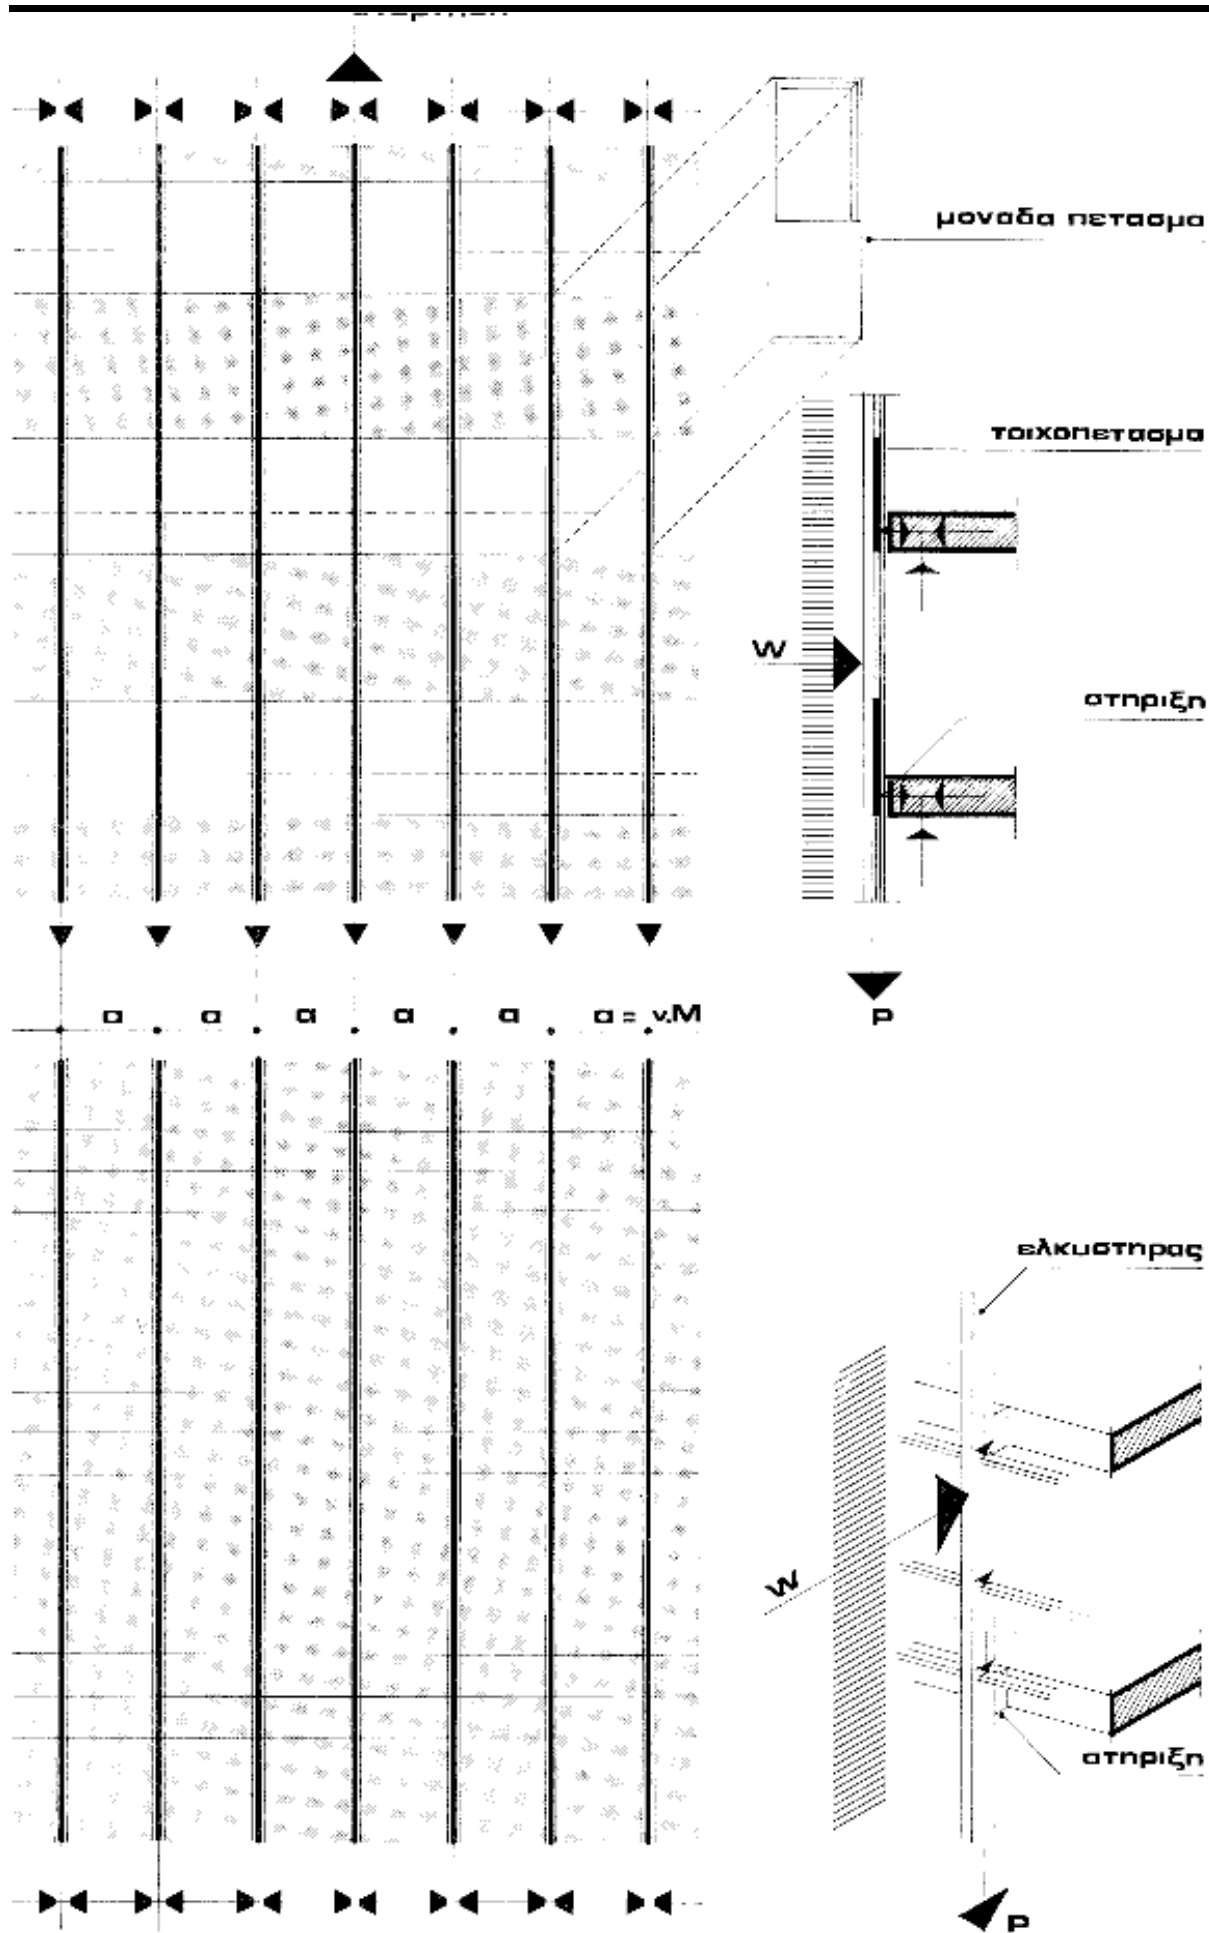 μοναδα πετασμα
τοιχοπετασμα
W
στηριξη
P
α α α α α α = ν.Μ
ελκυστηρας
W
στηριξη
P